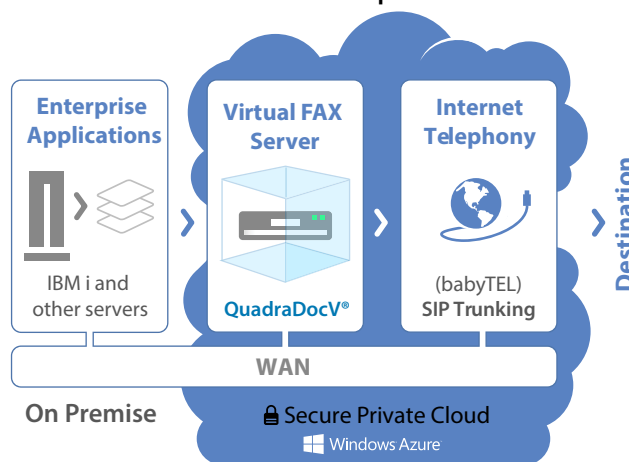 Enterprise
Applications
IBM i and
other servers
Virtual FAX
Server
QuadraDocV®
Internet
Telephony
(babyTEL)
SIP Trunking
Destination
WAN
On Premise
Secure Private Cloud
Windows Azure